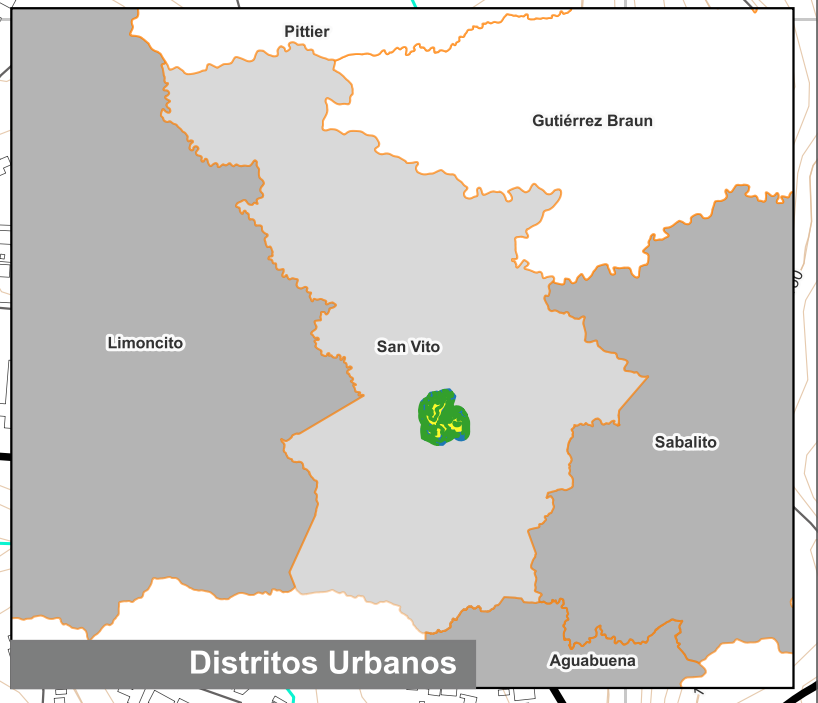 Pittier
Gutiérrez Braun
Limoncito
San Vito
Sabalito
Aguabuena
Distritos Urbanos